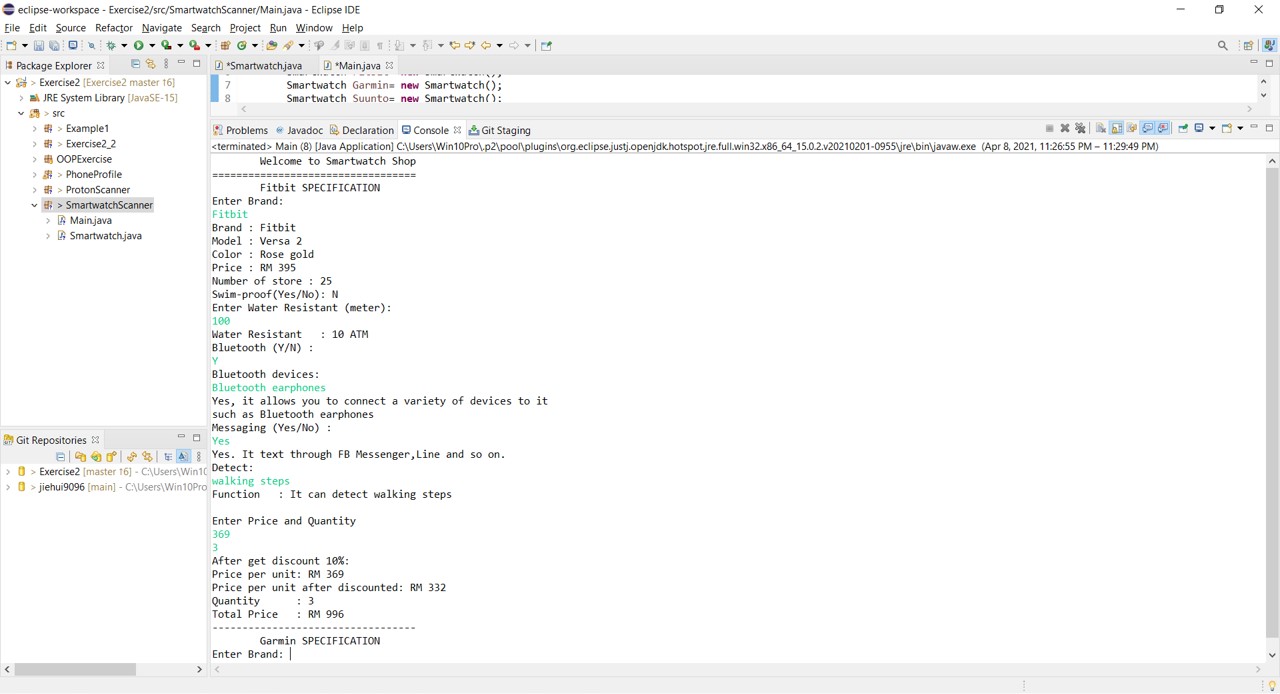 eclipse-workspace - Exercise2/src/SmartwatchScanner/Main.java - Eclipse IDE
File Edit Source Refactor Navigate Search Project Run Window Help
Package Explorer
> Exercise2 [Exercise2 master ↑6]
JRE System Library [JavaSE-15]
> src
> Example1
> Exercise2_2
OOPExercise
> PhoneProfile
> ProtonScanner
> SmartwatchScanner
Main.java
Smartwatch.java
Git Repositories
> Exercise2 [master ↑6] - C:\Users\Win10
> jiehui9096 [main] - C:\Users\Win10Pro
*Smartwatch.java *Main.java
7 Smartwatch Garmin= new Smartwatch();
8 Smartwatch Suunto= new Smartwatch();
Problems Javadoc Declaration Console Git Staging
<terminated> Main (8) [Java Application] C:\Users\Win10Pro\.p2\pool\plugins\org.eclipse.justj.openjdk.hotspot.jre.full.win32.x86_64_15.0.2.v20210201-0955\jre\bin\javaw.exe (Apr 8, 2021, 11:26:55 PM – 11:29:49 PM)
Welcome to Smartwatch Shop
==================================
Fitbit SPECIFICATION
Enter Brand:
Fitbit
Brand : Fitbit
Model : Versa 2
Color : Rose gold
Price : RM 395
Number of store : 25
Swim-proof(Yes/No): N
Enter Water Resistant (meter):
100
Water Resistant : 10 ATM
Bluetooth (Y/N) :
Y
Bluetooth devices:
Bluetooth earphones
Yes, it allows you to connect a variety of devices to it
such as Bluetooth earphones
Messaging (Yes/No) :
Yes
Yes. It text through FB Messenger,Line and so on.
Detect:
walking steps
Function : It can detect walking steps
Enter Price and Quantity
369
3
After get discount 10%:
Price per unit: RM 369
Price per unit after discounted: RM 332
Quantity : 3
Total Price : RM 996
----------------------------------
Garmin SPECIFICATION
Enter Brand: